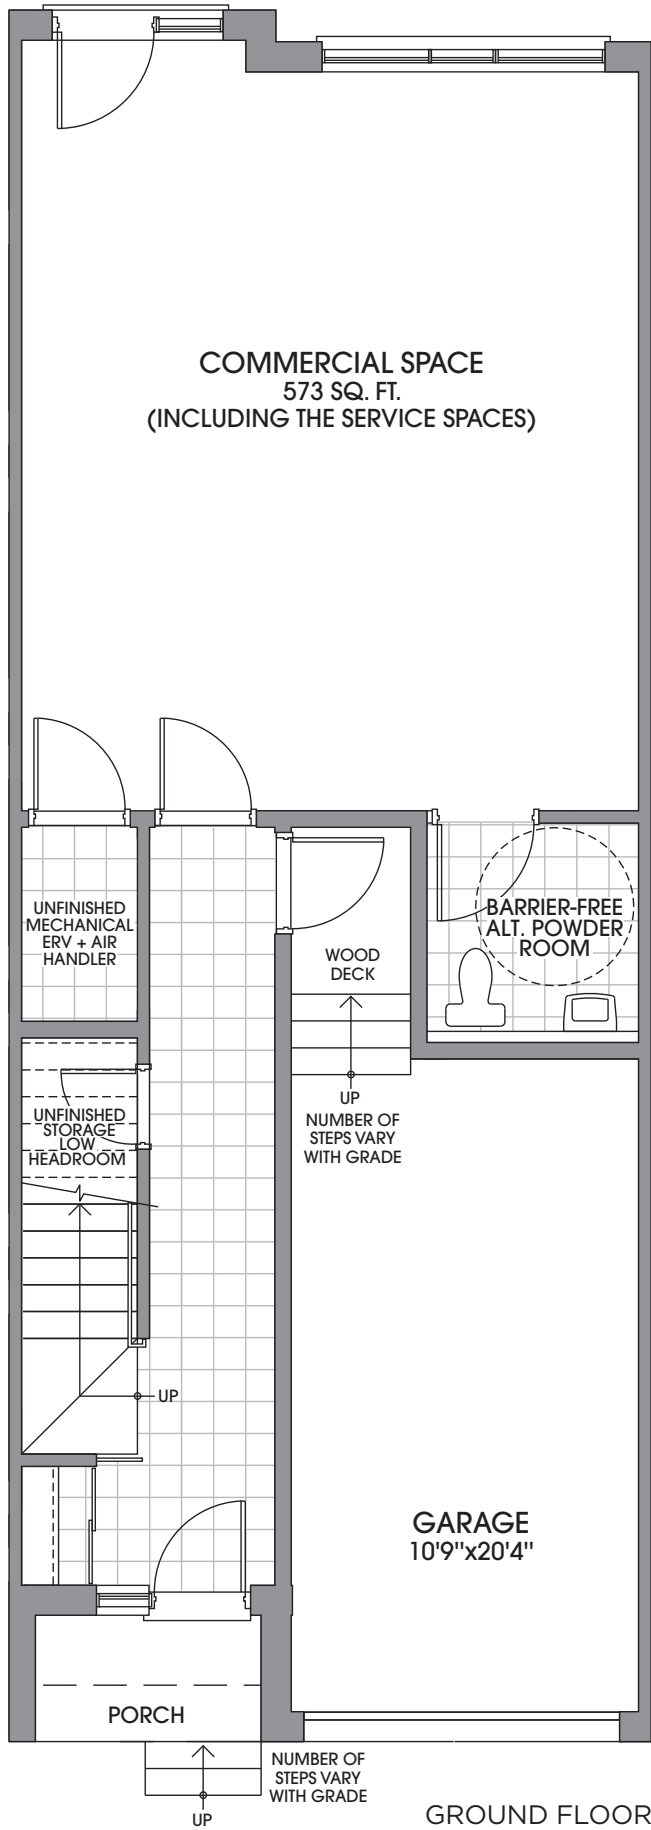 COMMERCIAL SPACE
573 SQ. FT.
(INCLUDING THE SERVICE SPACES)
UNFINISHED
MECHANICAL
ERV + AIR
HANDLER
WOOD
DECK
BARRIER-FREE
ALT. POWDER
ROOM
UP
NUMBER OF
STEPS VARY
WITH GRADE
UNFINISHED
STORAGE
LOW
HEADROOM
UP
GARAGE
10'9"x20'4"
PORCH
NUMBER OF
STEPS VARY
WITH GRADE
UP
GROUND FLOOR